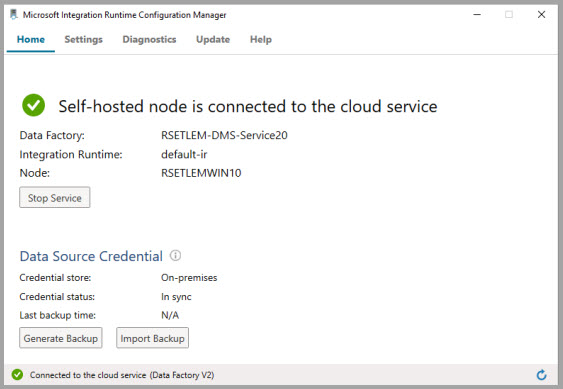 Microsoft Integration Runtime Configuration Manager
Home Settings Diagnostics Update Help
Self-hosted node is connected to the cloud service
Data Factory: RSETLEM-DMS-Service20
Integration Runtime: default-ir
Node: RSETLEMWIN10
Stop Service
Data Source Credential
Credential store: On-premises
Credential status: In sync
Last backup time: N/A
Generate Backup Import Backup
Connected to the cloud service (Data Factory V2)